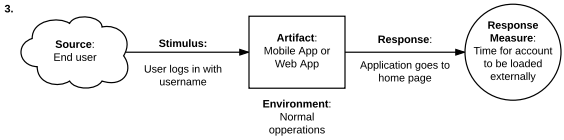 3.
Source:
End user
Stimulus:
User logs in with
username
Artifact:
Mobile App or
Web App
Environment:
Normal
opperations
Response:
Application goes to
home page
Response
Measure:
Time for account
to be loaded
externally